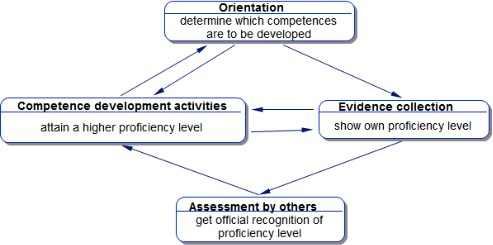 Orientation
determine which competences
are to be developed
Competence development activities
attain a higher proficiency level
Evidence collection
show own proficiency level
Assessment by others
get official recognition of
proficiency level